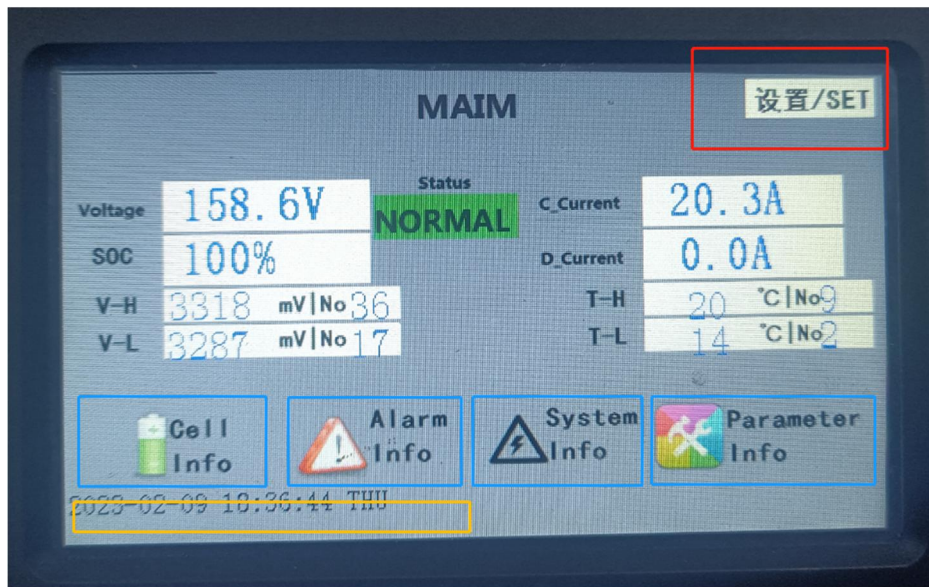 MAIM
设置/SET
Status
Voltage 158.6V NORMAL C_Current 20.3A
SOC 100% D_Current 0.0A
V-H 3318 mV|No 36 T-H 20 ℃|No 9
V-L 3287 mV|No 17 T-L 14 ℃|No 2
Cell Info
Alarm Info
System Info
Parameter Info
2023-02-09 18:36:44 THU